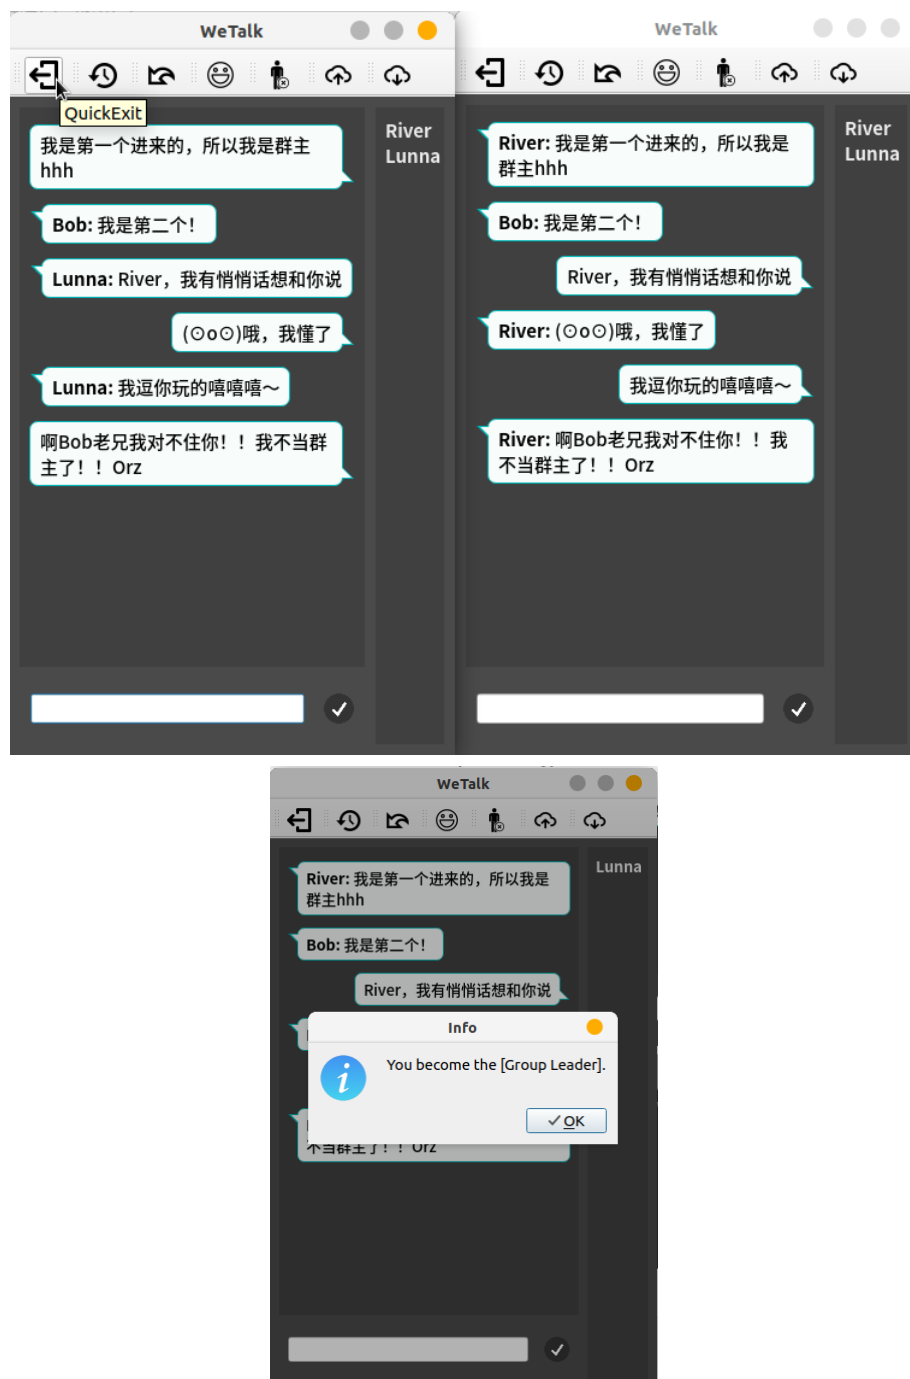 WeTalk
QuickExit
我是第一个进来的，所以我是群主
hhh
Bob: 我是第二个！
Lunna: River，我有悄悄话想和你说
(⊙o⊙)哦，我懂了
Lunna: 我逗你玩的嘻嘻嘻～
啊Bob老兄我对不住你！！我不当群
主了！！Orz
River
Lunna
WeTalk
River: 我是第一个进来的，所以我是
群主hhh
Bob: 我是第二个！
River，我有悄悄话想和你说
River: (⊙o⊙)哦，我懂了
我逗你玩的嘻嘻嘻～
River: 啊Bob老兄我对不住你！！我
不当群主了！！Orz
River
Lunna
WeTalk
River: 我是第一个进来的，所以我是
群主hhh
Bob: 我是第二个！
River，我有悄悄话想和你说
Lunna
Info
You become the [Group Leader].
OK
不当群主了！！Orz